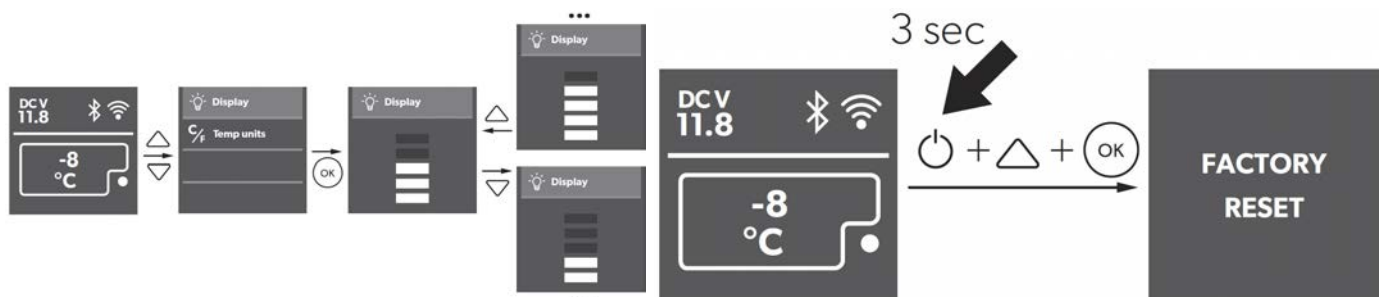 DC V
11.8
-8
°C
Display
C/F Temp units
OK
Display
...
Display
Display
3 sec
DC V
11.8
-8
°C
+ + OK
FACTORY
RESET